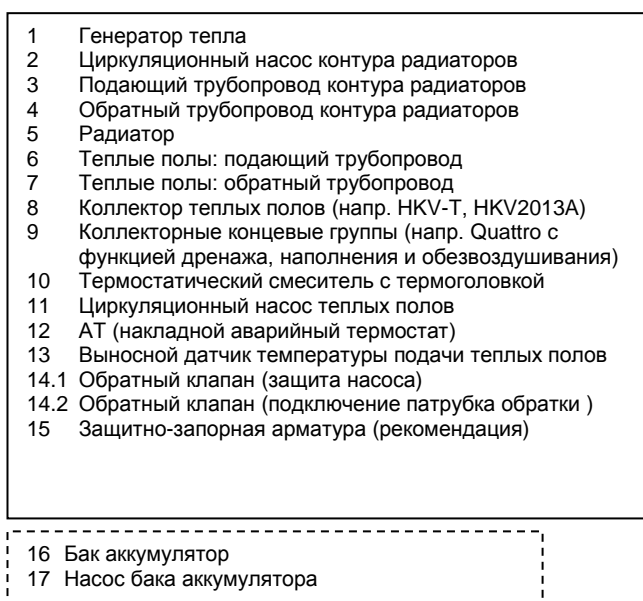 1 Генератор тепла
2 Циркуляционный насос контура радиаторов
3 Подающий трубопровод контура радиаторов
4 Обратный трубопровод контура радиаторов
5 Радиатор
6 Теплые полы: подающий трубопровод
7 Теплые полы: обратный трубопровод
8 Коллектор теплых полов (напр. HKV-T, HKV2013A)
9 Коллекторные концевые группы (напр. Quattro с
функцией дренажа, наполнения и обезвоздушивания)
10 Термостатический смеситель с термоголовкой
11 Циркуляционный насос теплых полов
12 АТ (накладной аварийный термостат)
13 Выносной датчик температуры подачи теплых полов
14.1 Обратный клапан (защита насоса)
14.2 Обратный клапан (подключение патрубка обратки )
15 Защитно-запорная арматура (рекомендация)
16 Бак аккумулятор
17 Насос бака аккумулятора